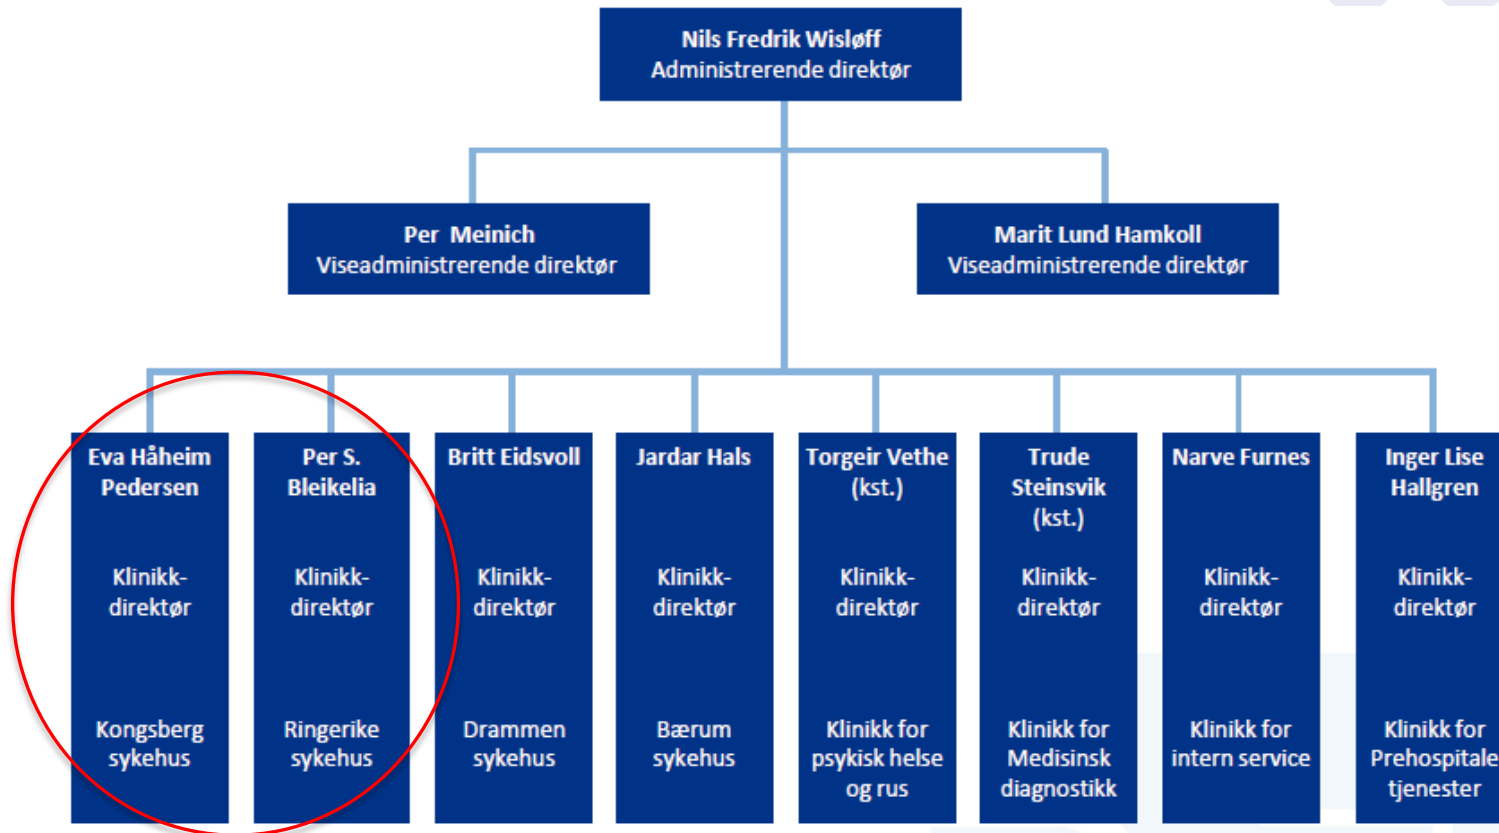 Nils Fredrik Wisløff
Administrerende direktør
Per Meinich
Viseadministrerende direktør
Marit Lund Hamkoll
Viseadministrerende direktør
Eva Håheim
Pedersen
Klinikk-
direktør
Kongsberg
sykehus
Per S.
Bleikelia
Klinikk-
direktør
Ringerike
sykehus
Britt Eidsvoll
Klinikk-
direktør
Drammen
sykehus
Jardar Hals
Klinikk-
direktør
Bærum
sykehus
Torgeir Vethe
(kst.)
Klinikk-
direktør
Klinikk for
psykisk helse
og rus
Trude
Steinsvik
(kst.)
Klinikk-
direktør
Klinikk for
Medisinsk
diagnostikk
Narve Furnes
Klinikk-
direktør
Klinikk for
intern service
Inger Lise
Hallgren
Klinikk-
direktør
Klinikk for
Prehospitale
tjenester